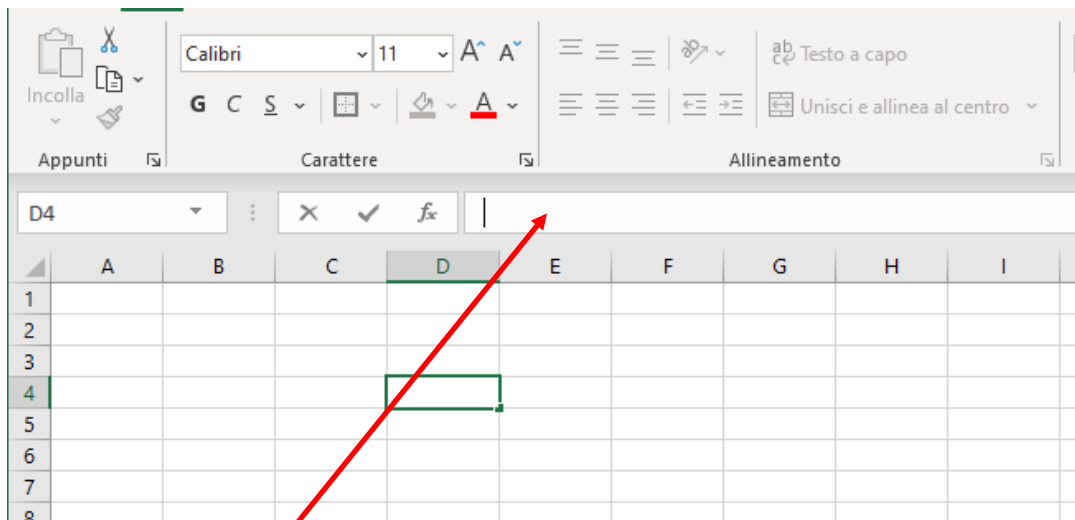 Calibri 11 A A
ab Testo a capo
Incolla
G C S A
Unisci e allinea al centro
Appunti Carattere Allineamento
D4 fx
A B C D E F G H I
1
2
3
4
5
6
7
8